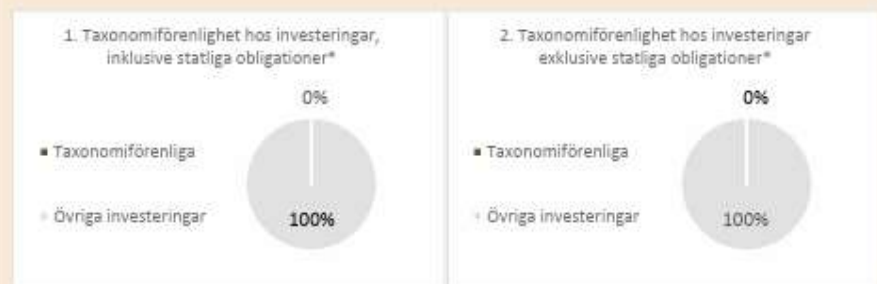 1. Taxonomiförenlighet hos investeringar,
inklusive statliga obligationer*
0%
Taxonomiförenliga
Övriga investeringar
100%
2. Taxonomiförenlighet hos investeringar
exklusive statliga obligationer*
0%
Taxonomiförenliga
Övriga investeringar
100%